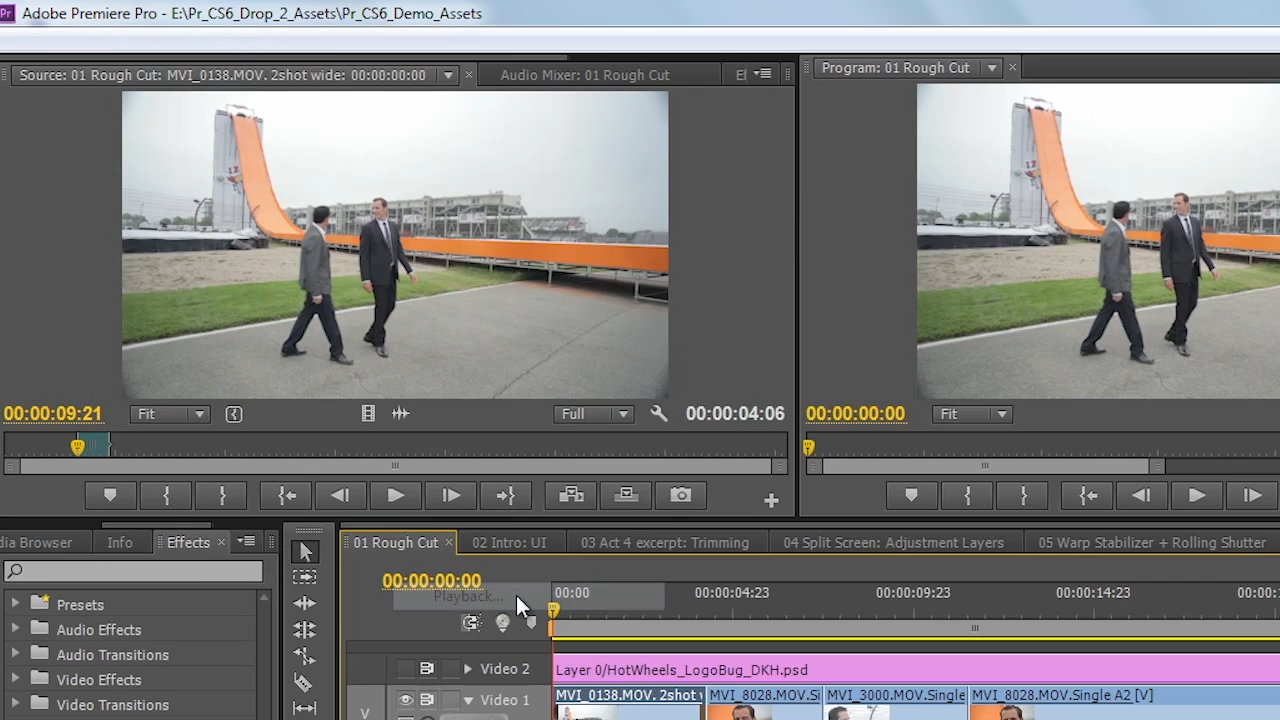 Pr Adobe Premiere Pro - E:\Pr_CS6_Drop_2_Assets\Pr_CS6_Demo_Assets
Source: 01 Rough Cut: MVI_0138.MOV. 2shot wide: 00:00:00:00
Audio Mixer: 01 Rough Cut
Program: 01 Rough Cut
00:00:09:21
Fit
Full
00:00:04:06
00:00:00:00
Fit
dia Browser
Info
Effects
01 Rough Cut
02 Intro: UI
03 Act 4 excerpt: Trimming
04 Split Screen: Adjustment Layers
05 Warp Stabilizer + Rolling Shutter
00:00:00:00
Playback...
00:00
00:00:04:23
00:00:09:23
00:00:14:23
00:00:1
Presets
Audio Effects
Audio Transitions
Video Effects
Video Transitions
Video 2
Layer 0/HotWheels_LogoBug_DKH.psd
V
Video 1
MVI_0138.MOV. 2shot
MVI_8028.MOV.Si
MVI_3000.MOV.Single
MVI_8028.MOV.Single A2 [V]